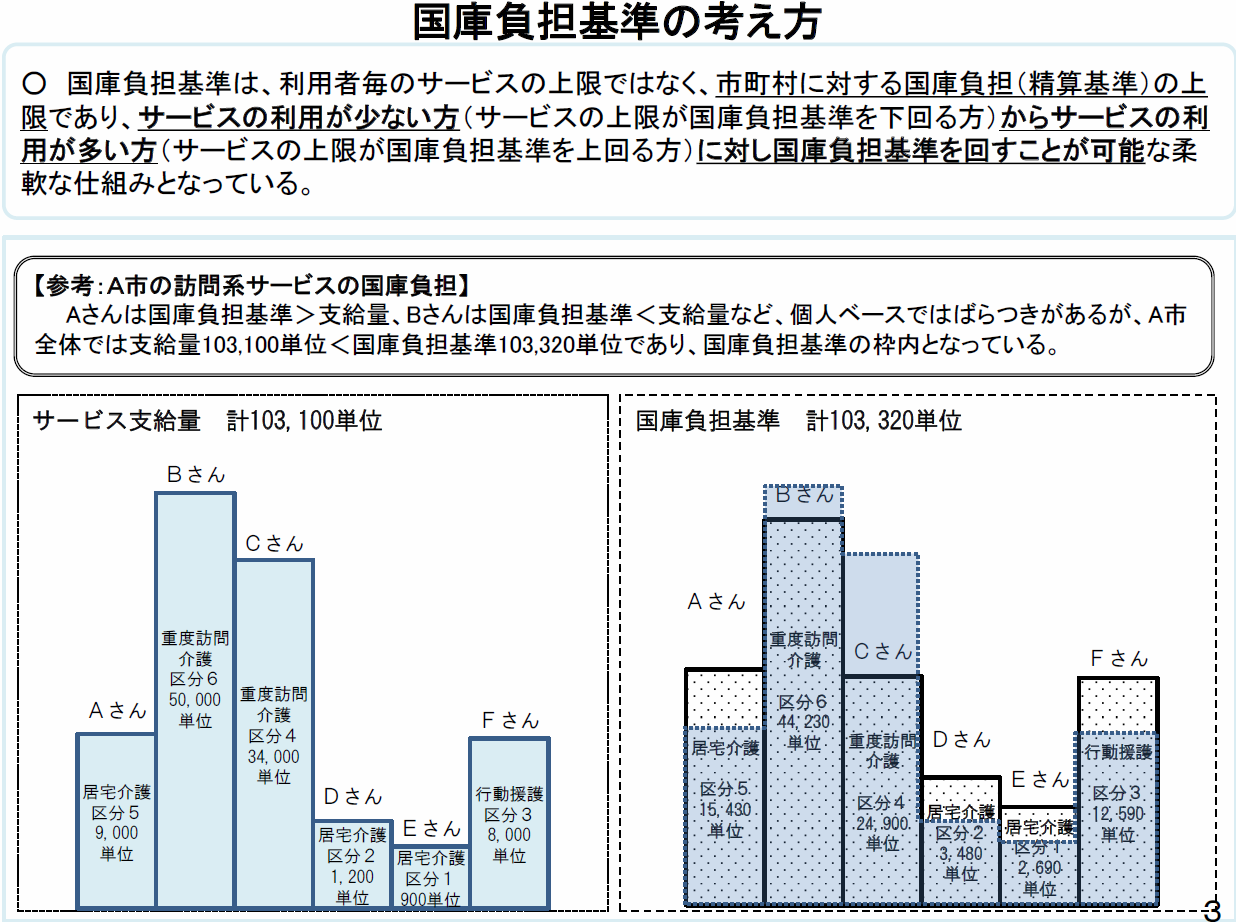 国庫負担基準の考え方
○　国庫負担基準は、利用者毎のサービスの上限ではなく、市町村に対する国庫負担（精算基準）の上
限であり、サービスの利用が少ない方（サービスの上限が国庫負担基準を下回る方）からサービスの利
用が多い方（サービスの上限が国庫負担基準を上回る方）に対し国庫負担基準を回すことが可能な柔
軟な仕組みとなっている。
【参考：Ａ市の訪問系サービスの国庫負担】
Aさんは国庫負担基準＞支給量、Bさんは国庫負担基準＜支給量など、個人ベースではばらつきがあるが、A市
全体では支給量103,100単位＜国庫負担基準103,320単位であり、国庫負担基準の枠内となっている。
サービス支給量　計103,100単位
Ａさん
居宅介護
区分５
9,000
単位
Ｂさん
重度訪問
介護
区分６
50,000
単位
Ｃさん
重度訪問
介護
区分４
34,000
単位
Ｄさん
居宅介護
区分２
1,200
単位
Ｅさん
居宅介護
区分１
900単位
Ｆさん
行動援護
区分３
8,000
単位
国庫負担基準　計103,320単位
Ａさん
居宅介護
区分５
15,430
単位
Ｂさん
重度訪問
介護
区分６
44,230
単位
Ｃさん
重度訪問
介護
区分４
24,900
単位
Ｄさん
居宅介護
区分２
3,480
単位
Ｅさん
居宅介護
区分１
2,690
単位
Ｆさん
行動援護
区分３
12,590
単位
3